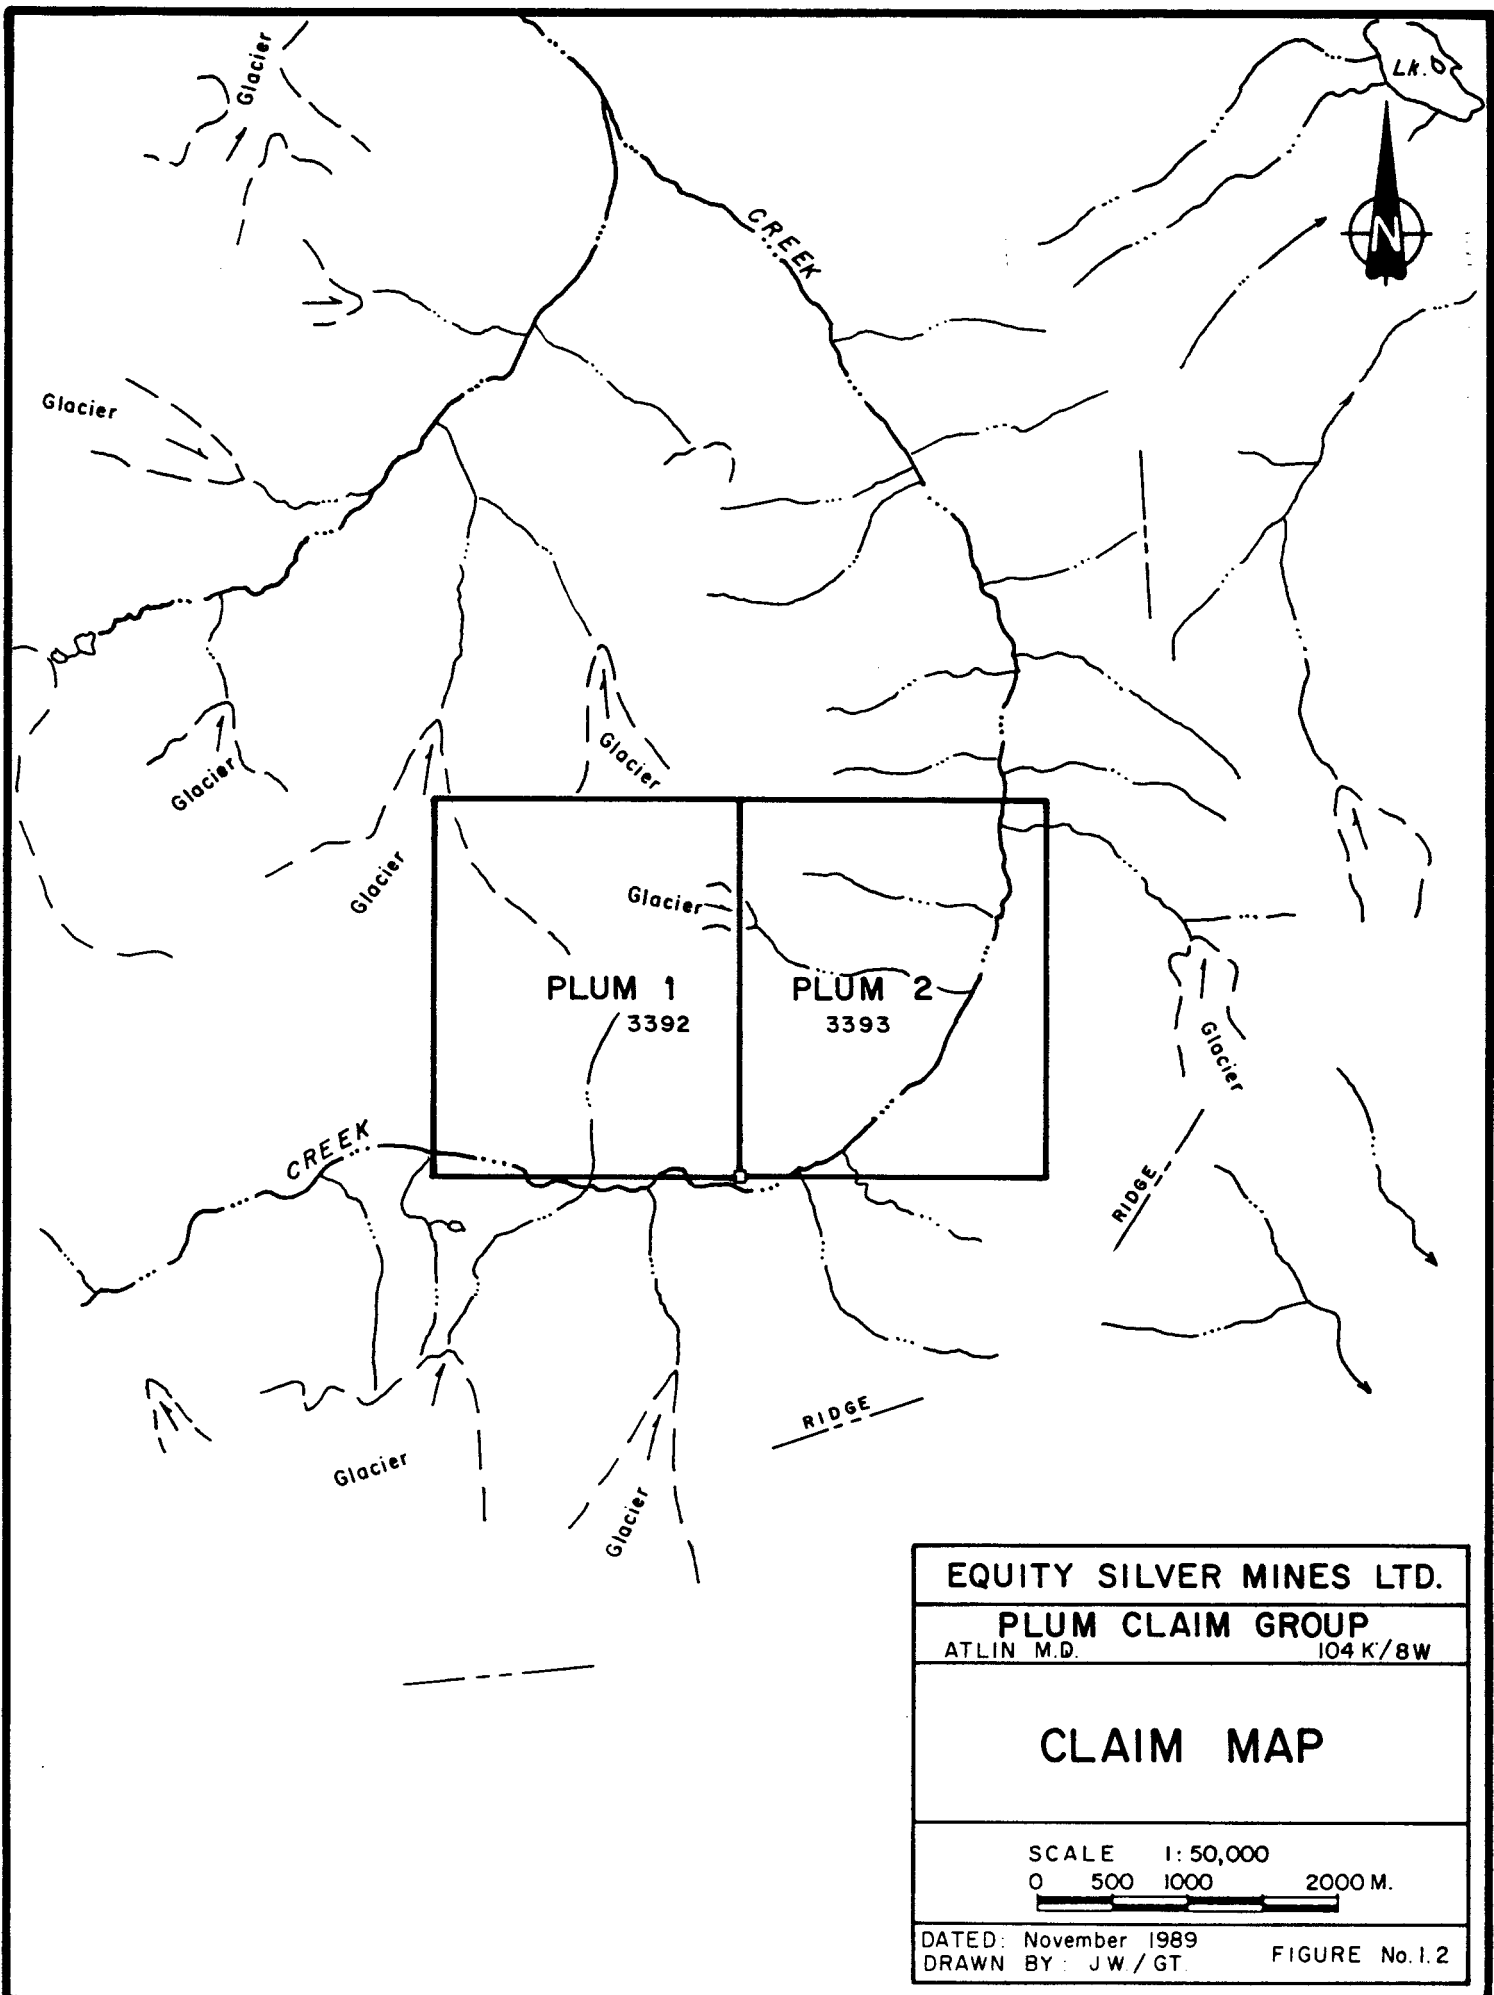 Glacier
Lk.
N
CREEK
Glacier
Glacier
Glacier
Glacier
Glacier
PLUM 1
3392
PLUM 2
3393
Glacier
CREEK
RIDGE
RIDGE
Glacier
Glacier
EQUITY SILVER MINES LTD.
PLUM CLAIM GROUP
ATLIN M.D. 104 K/8W
CLAIM MAP
SCALE 1:50,000
0 500 1000 2000 M.
DATED: November 1989
DRAWN BY: J W./GT.
FIGURE No. 1.2